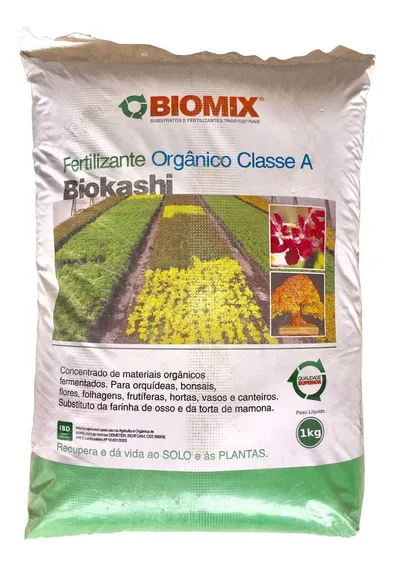 BIOMIX®
SUBSTRATOS E FERTILIZANTES TROPSTRATO
Fertilizante Orgânico Classe A
Biokashi
Concentrado de materiais orgânicos
fermentados. Para orquídeas, bonsais,
flores, folhagens, frutíferas, hortas, vasos e canteiros.
Substituto da farinha de osso e da torta de mamona.
QUALIDADE
SUPERIOR
Peso Líquido
1kg
IBD
Recupera e dá vida ao SOLO e ás PLANTAS.